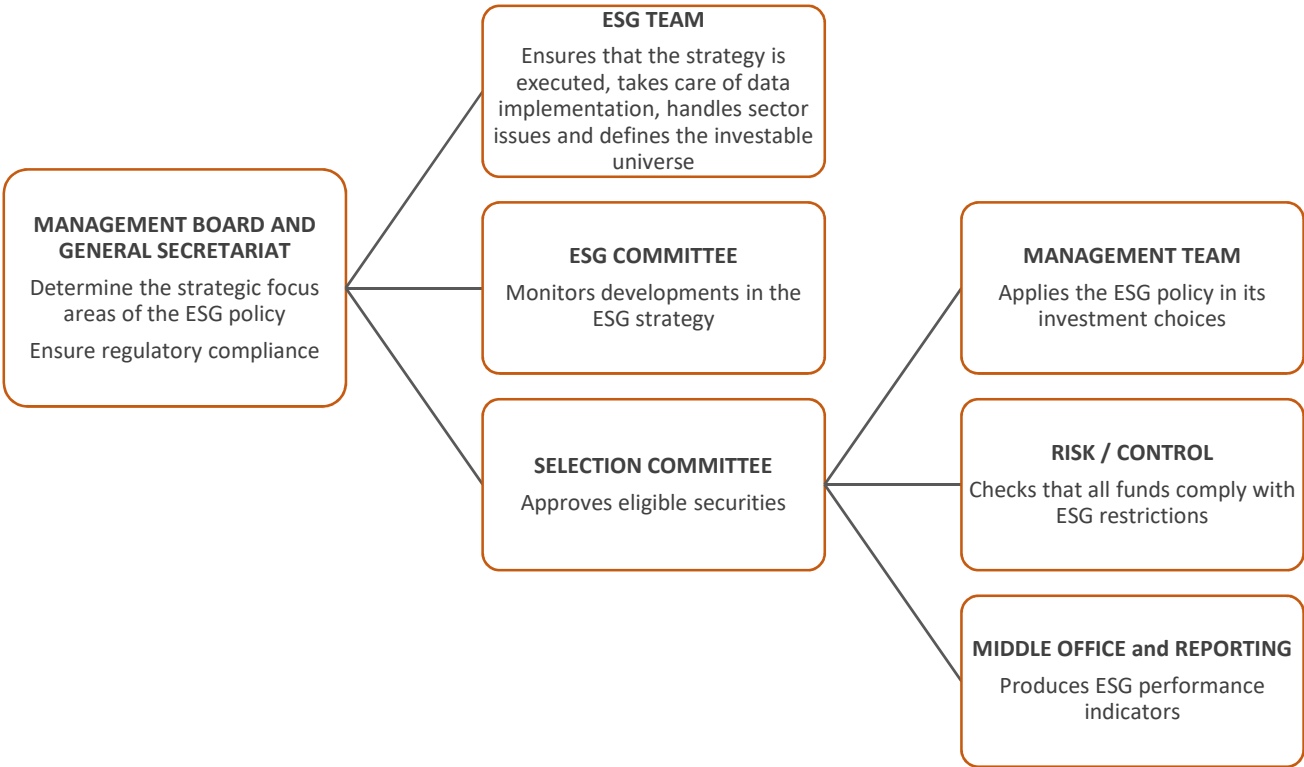 ESG TEAM
Ensures that the strategy is
executed, takes care of data
implementation, handles sector
issues and defines the investable
universe
MANAGEMENT BOARD AND
GENERAL SECRETARIAT
Determine the strategic focus
areas of the ESG policy
Ensure regulatory compliance
ESG COMMITTEE
Monitors developments in the
ESG strategy
SELECTION COMMITTEE
Approves eligible securities
MANAGEMENT TEAM
Applies the ESG policy in its
investment choices
RISK / CONTROL
Checks that all funds comply with
ESG restrictions
MIDDLE OFFICE and REPORTING
Produces ESG performance
indicators